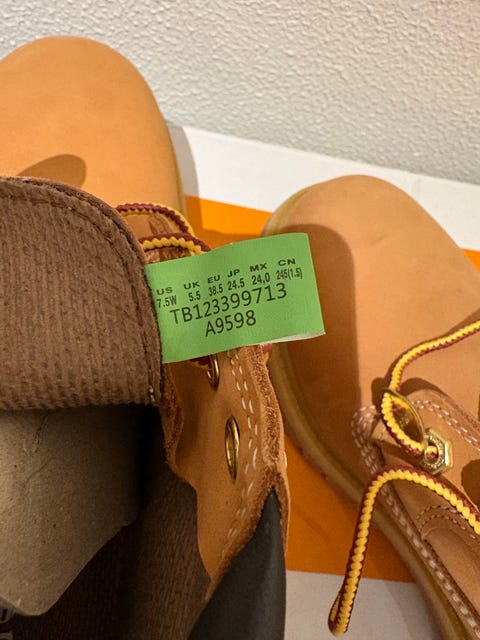 US UK EU JP MX CN
7.5W 5.5 38.5 24.5 24,0 245(1.5)
TB123399713
A9598